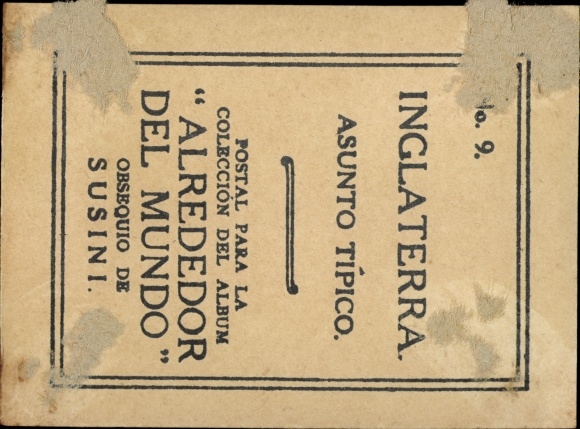 No. 9.
INGLATERRA.
ASUNTO TÍPICO.
POSTAL PARA LA
COLECCIÓN DEL ALBUM
“ ALREDEDOR
DEL MUNDO ”
OBSEQUIO DE
SUSINI.